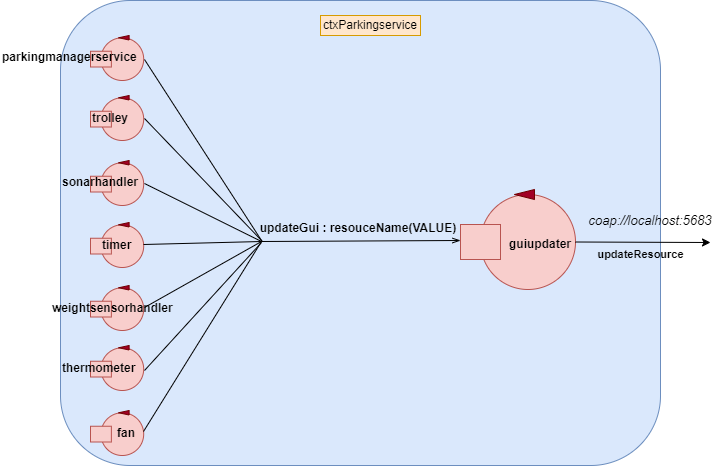 ctxParkingservice
parkingmanagerservice
trolley
sonarhandler
timer
weightsensorhandler
thermometer
fan
updateGui : resouceName(VALUE)
guiupdater
coap://localhost:5683
updateResource